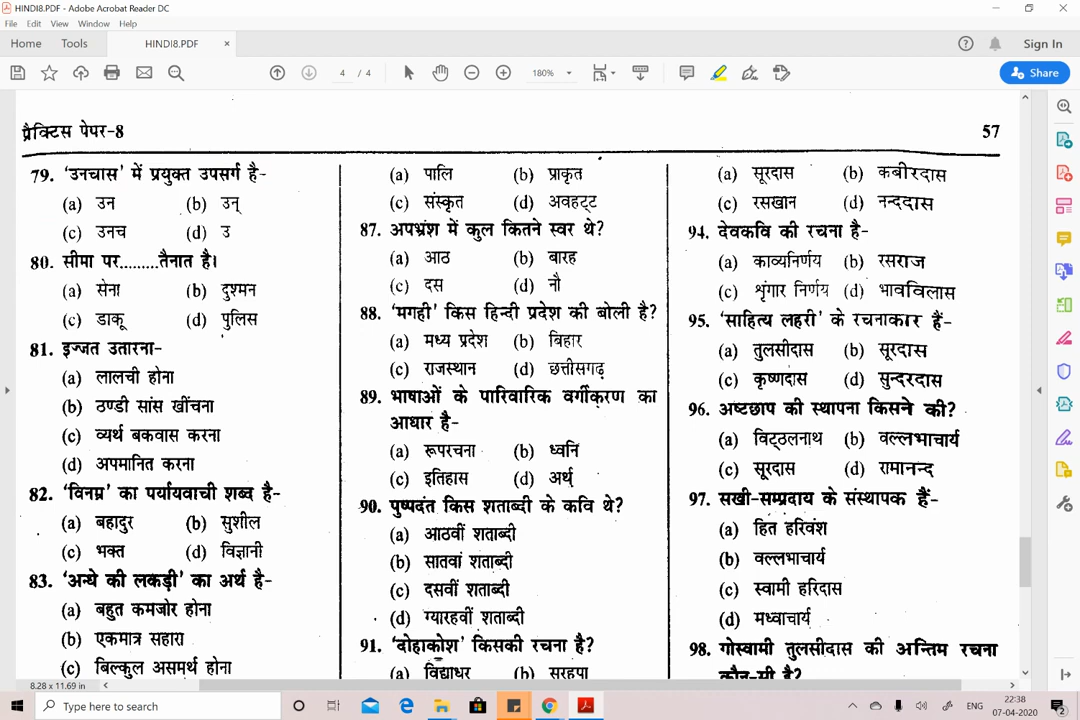 HINDI8.PDF - Adobe Acrobat Reader DC
File Edit View Window Help
Home Tools HINDI8.PDF × Sign In
4 / 4 180% Share
प्रैक्टिस पेपर-8 57
79. 'उनचास' में प्रयुक्त उपसर्ग है-
(a) उन (b) उन्
(c) उनच (d) उ
80. सीमा पर.........तैनात है।
(a) सेना (b) दुश्मन
(c) डाकू (d) पुलिस
81. इज्जत उतारना-
(a) लालची होना
(b) ठण्डी सांस खींचना
(c) व्यर्थ बकवास करना
(d) अपमानित करना
82. 'विनम्र' का पर्यायवाची शब्द है-
(a) बहादुर (b) सुशील
(c) भक्त (d) विज्ञानी
83. 'अन्धे की लकड़ी' का अर्थ है-
(a) बहुत कमजोर होना
(b) एकमात्र सहारा
(c) बिल्कुल असमर्थ होना
(a) पालि (b) प्राकृत
(c) संस्कृत (d) अवहट्ट
87. अपभ्रंश में कुल कितने स्वर थे?
(a) आठ (b) बारह
(c) दस (d) नौ
88. 'मगही' किस हिन्दी प्रदेश की बोली है?
(a) मध्य प्रदेश (b) बिहार
(c) राजस्थान (d) छत्तीसगढ़
89. भाषाओं के पारिवारिक वर्गीकरण का
आधार है-
(a) रूपरचना (b) ध्वनि
(c) इतिहास (d) अर्थ
90. पुष्पदंत किस शताब्दी के कवि थे?
(a) आठवीं शताब्दी
(b) सातवां शताब्दी
(c) दसवीं शताब्दी
(d) ग्यारहवीं शताब्दी
91. 'दोहाकोश' किसकी रचना है?
(a) विद्याधर (b) सरहपा
(a) सूरदास (b) कबीरदास
(c) रसखान (d) नन्ददास
94. देवकवि की रचना है-
(a) काव्यनिर्णय (b) रसराज
(c) शृंगार निर्णय (d) भावविलास
95. 'साहित्य लहरी' के रचनाकार हैं-
(a) तुलसीदास (b) सूरदास
(c) कृष्णदास (d) सुन्दरदास
96. अष्टछाप की स्थापना किसने की?
(a) विट्ठलनाथ (b) वल्लभाचार्य
(c) सूरदास (d) रामानन्द
97. सखी-सम्प्रदाय के संस्थापक हैं-
(a) हित हरिवंश
(b) वल्लभाचार्य
(c) स्वामी हरिदास
(d) मध्वाचार्य
98. गोस्वामी तुलसीदास की अन्तिम रचना
कौन-सी है?
8.28 x 11.69 in
Type here to search ENG 22:38
07-04-2020 2